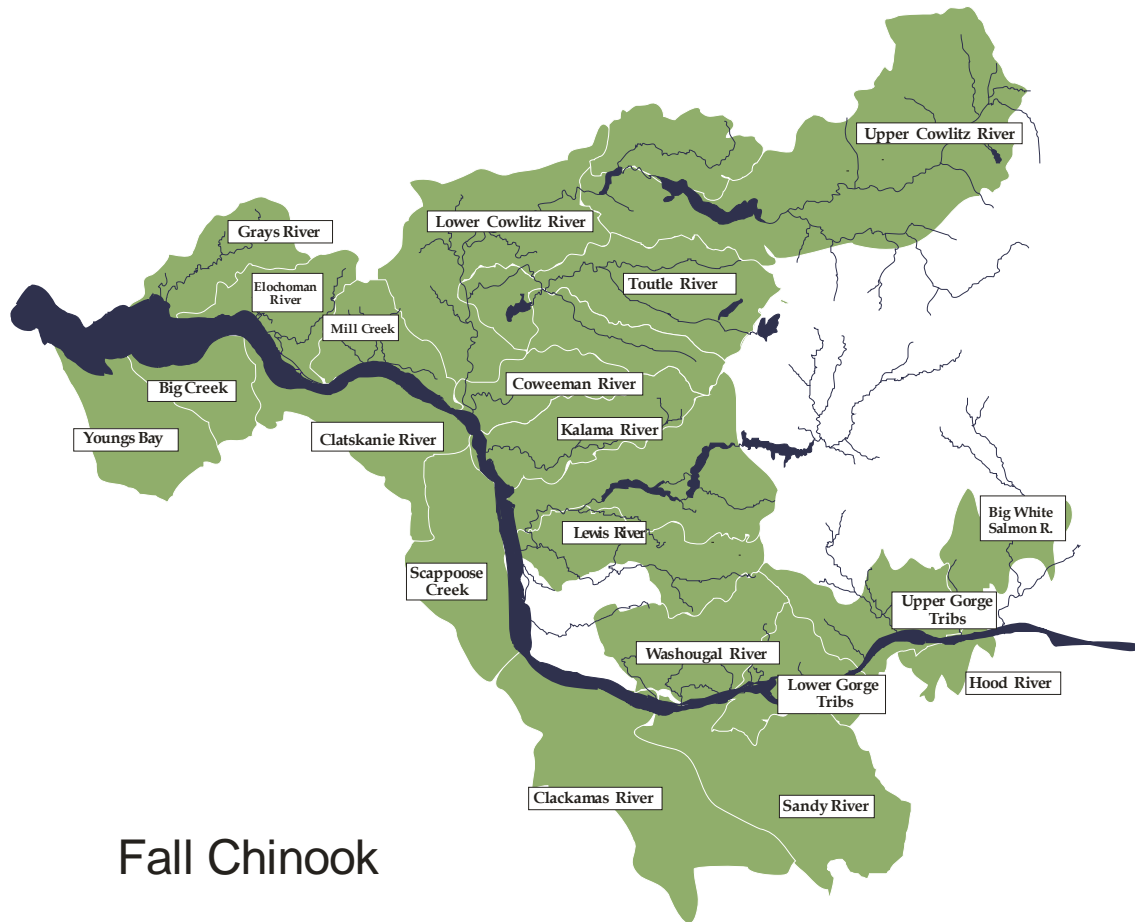 Upper Cowlitz River
Lower Cowlitz River
Grays River
Toutle River
Elochoman
River
Mill Creek
Coweeman River
Big Creek
Kalama River
Youngs Bay
Clatskanie River
Big White
Salmon R.
Lewis River
Scappoose
Creek
Upper Gorge
Tribs
Washougal River
Hood River
Lower Gorge
Tribs
Clackamas River
Sandy River
Fall Chinook